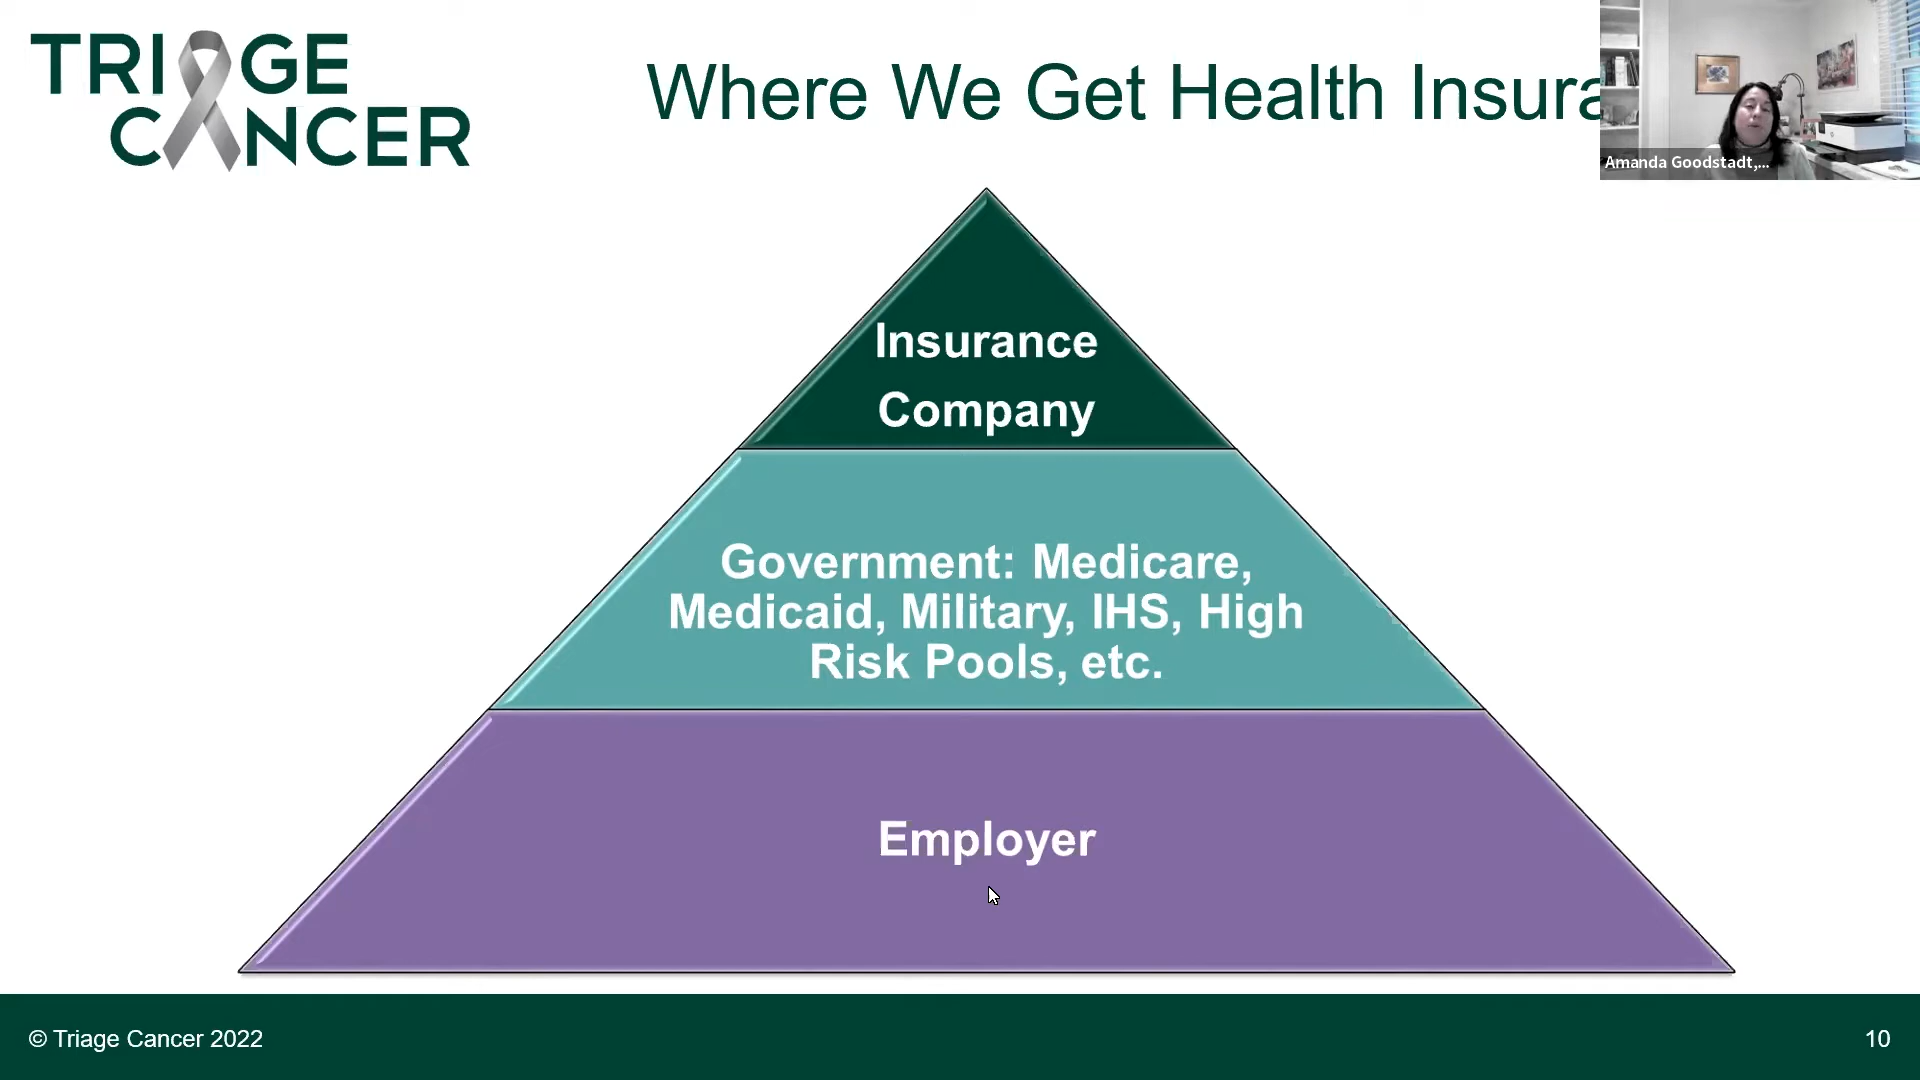 TRIAGE
CANCER
Where We Get Health Insura
Amanda Goodstadt,...
Insurance
Company
Government: Medicare,
Medicaid, Military, IHS, High
Risk Pools, etc.
Employer
© Triage Cancer 2022
10